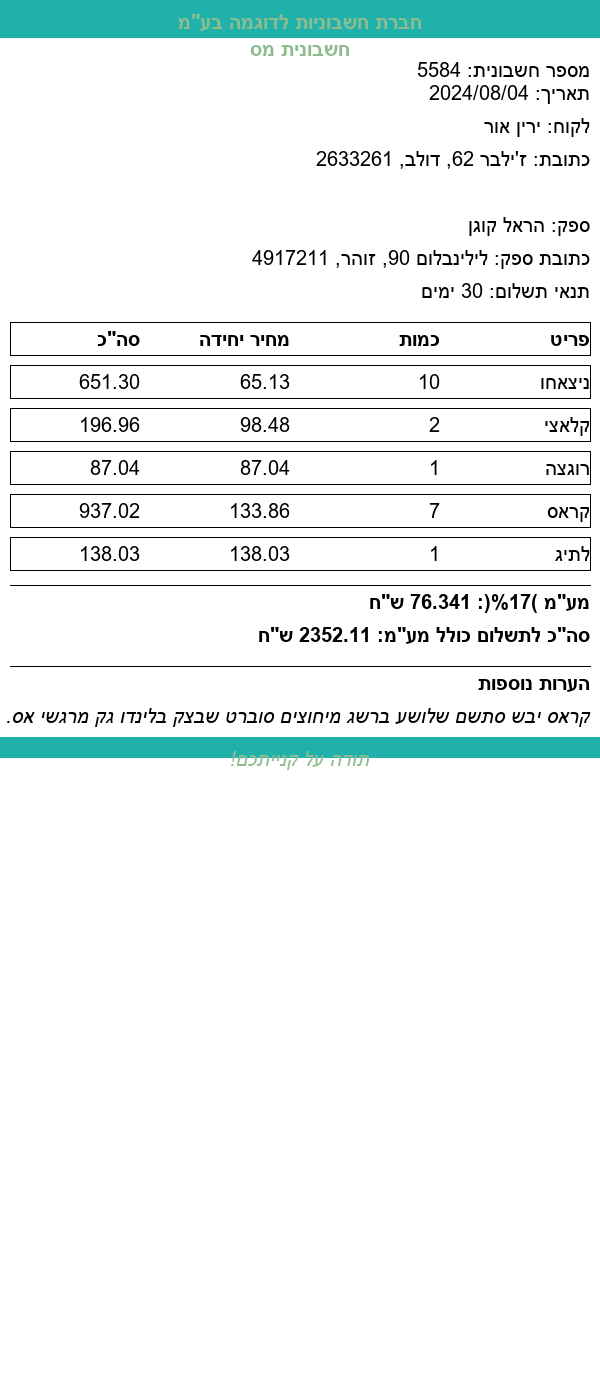 חברת חשבוניות לדוגמה בע"מ
חשבונית מס
מספר חשבונית: 5584
תאריך: 2024/08/04
לקוח: ירין אור
כתובת: ז'ילבר 62, דולב, 2633261
ספק: הראל קוגן
כתובת ספק: לילינבלום 90, זוהר, 4917211
תנאי תשלום: 30 ימים
פריט כמות מחיר יחידה סה"כ
ניצאחו 10 65.13 651.30
קלאצי 2 98.48 196.96
רוגצה 1 87.04 87.04
קראס 7 133.86 937.02
לתיג 1 138.03 138.03
מע"מ )17%(: 76.341 ש"ח
סה"כ לתשלום כולל מע"מ: 2352.11 ש"ח
הערות נוספות
קראס יבש סתשם שלושע ברשג מיחוצים סוברט שבצק בלינדו גק מרגשי אס.
תודה על קנייתכם!